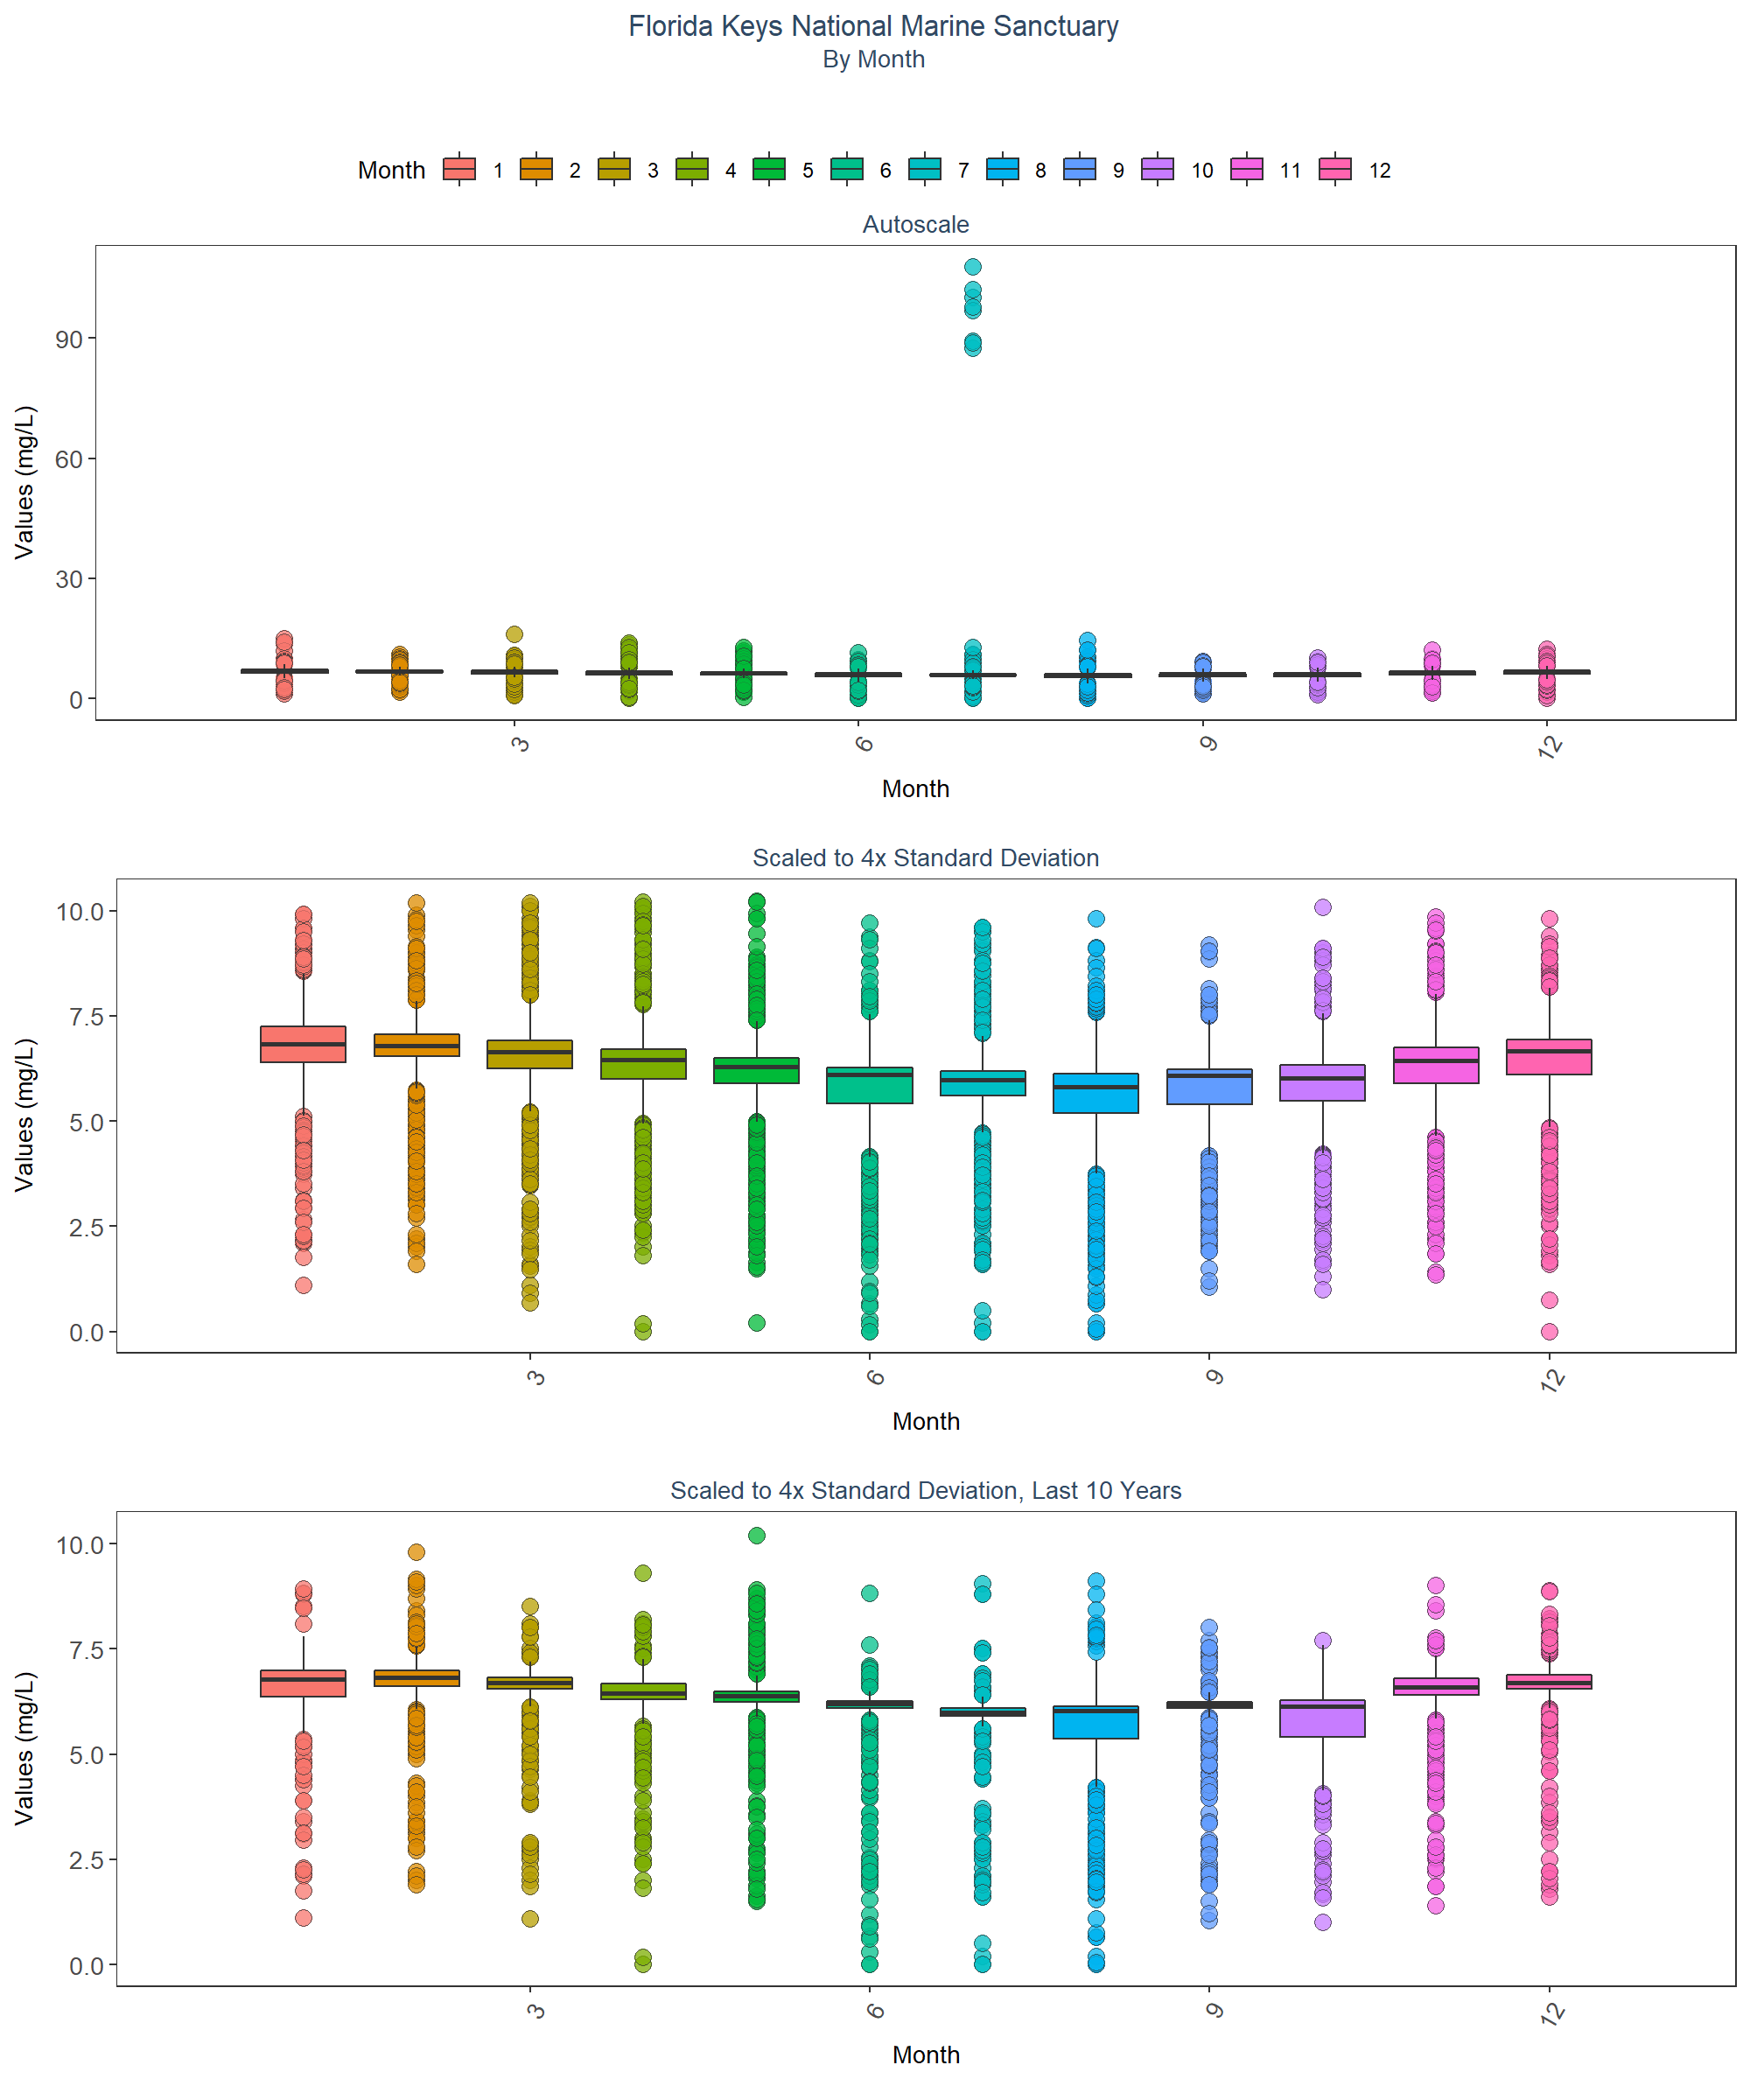 Florida Keys National Marine Sanctuary
By Month
Month 1 2 3 4 5 6 7 8 9 10 11 12
Autoscale
Values (mg/L)
90
60
30
0
3 6 9 12
Month
Scaled to 4x Standard Deviation
Values (mg/L)
10.0
7.5
5.0
2.5
0.0
3 6 9 12
Month
Scaled to 4x Standard Deviation, Last 10 Years
Values (mg/L)
10.0
7.5
5.0
2.5
0.0
3 6 9 12
Month